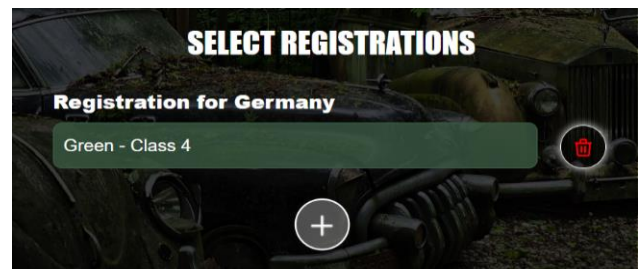 SELECT REGISTRATIONS
Registration for Germany
Green - Class 4